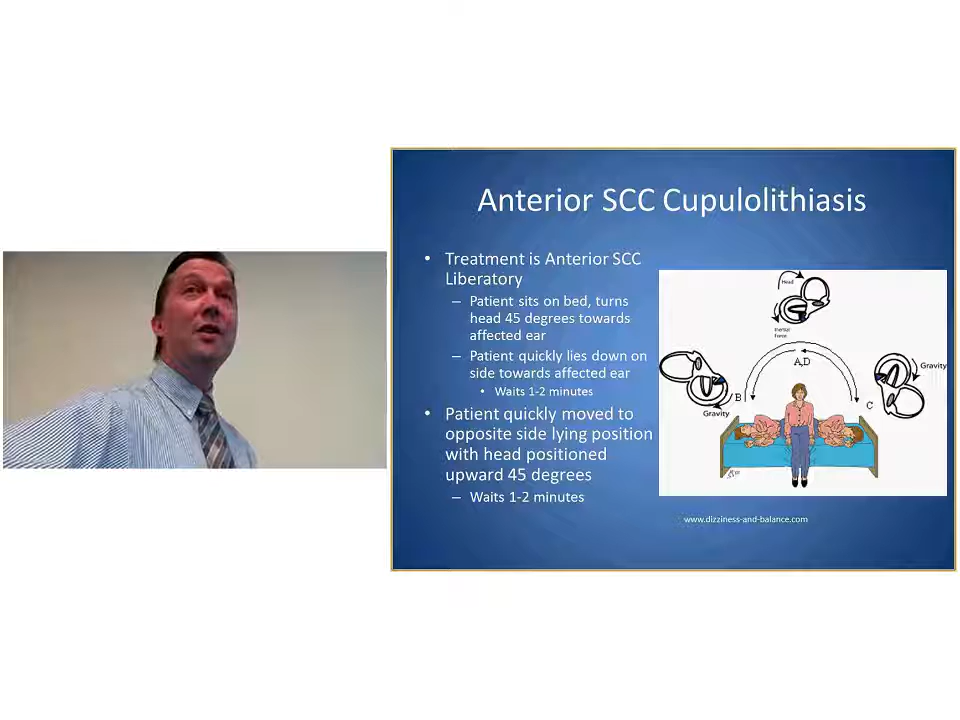 Anterior SCC Cupulolithiasis
• Treatment is Anterior SCC
Liberatory
– Patient sits on bed, turns
head 45 degrees towards
affected ear
– Patient quickly lies down on
side towards affected ear
• Waits 1-2 minutes
• Patient quickly moved to
opposite side lying position
with head positioned
upward 45 degrees
– Waits 1-2 minutes
Head
Inertial
Force
A,D
Gravity
B
Gravity
C
www.dizziness-and-balance.com